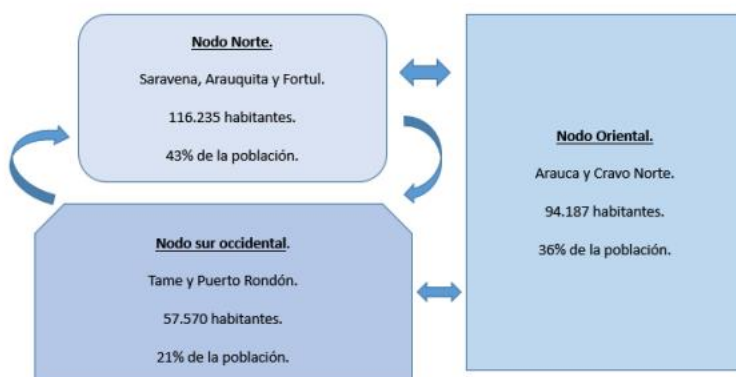 Nodo Norte.
Saravena, Arauquita y Fortul.
116.235 habitantes.
43% de la población.
Nodo sur occidental.
Tame y Puerto Rondón.
57.570 habitantes.
21% de la población.
Nodo Oriental.
Arauca y Cravo Norte.
94.187 habitantes.
36% de la población.